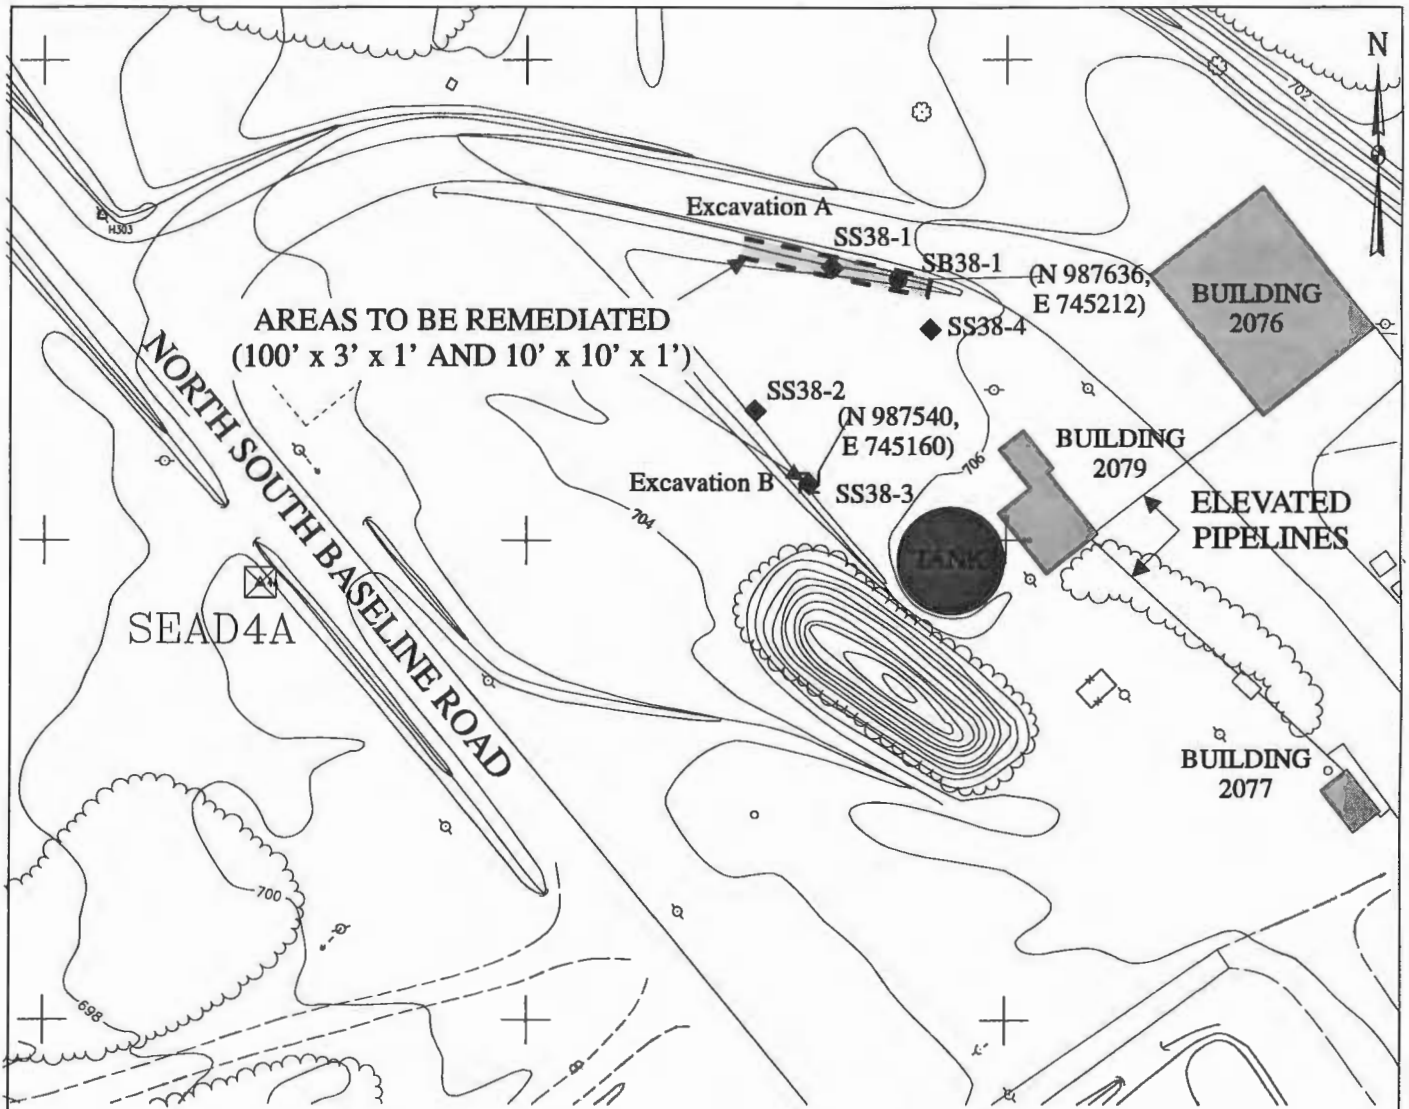 N
702
H303
Excavation A
SS38-1
SB38-1
(N 987636,
E 745212)
BUILDING
2076
AREAS TO BE REMEDIATED
(100' x 3' x 1' AND 10' x 10' x 1')
SS38-4
SS38-2
(N 987540,
E 745160)
NORTH SOUTH BASELINE ROAD
BUILDING
2079
706
Excavation B
SS38-3
704
ELEVATED
PIPELINES
TANK
SEAD4A
BUILDING
2077
700
698